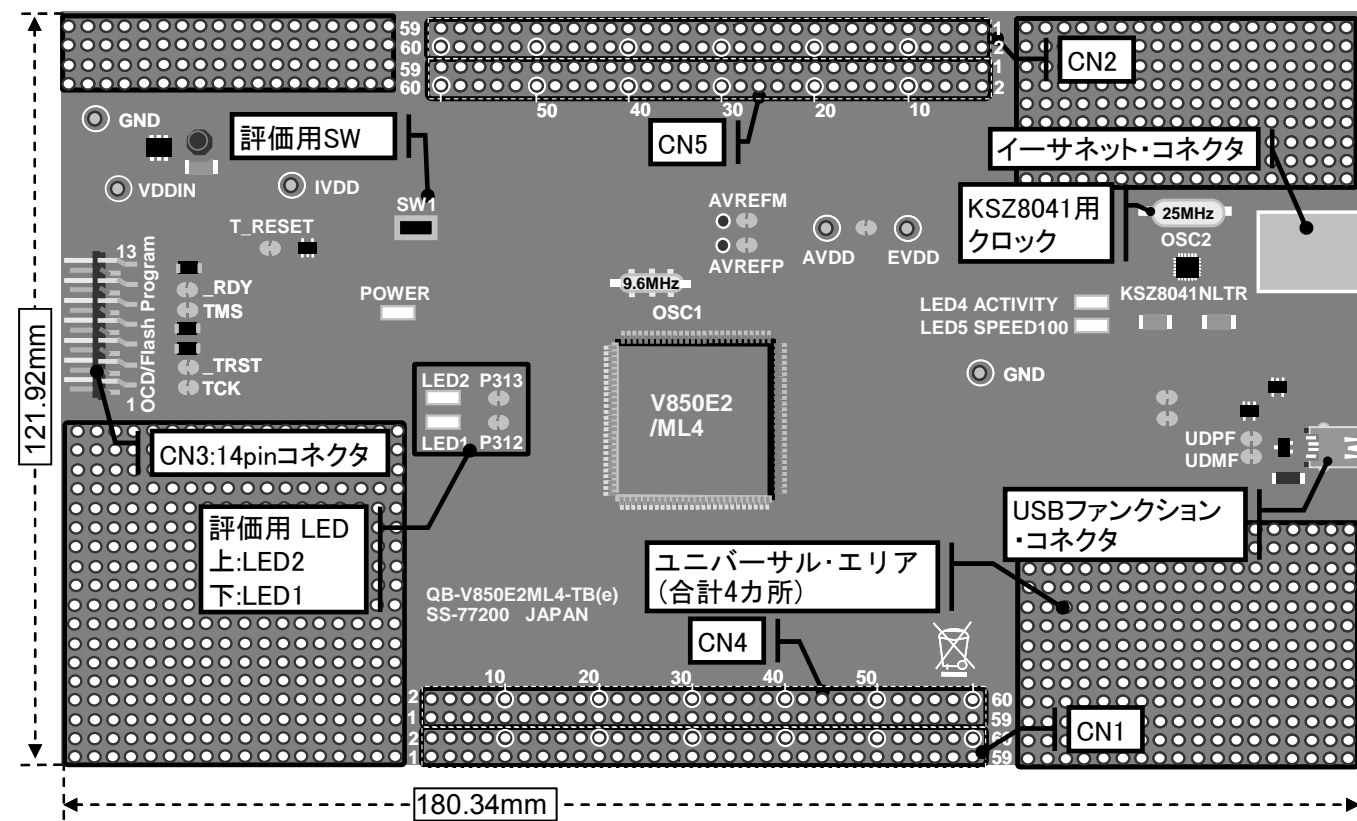 59
60
59
60
1
2
1
2
50
40
30
20
10
CN2
GND
評価用SW
CN5
イーサネット・コネクタ
VDDIN
IVDD
SW1
T_RESET
AVREFM
AVREFP
AVDD
EVDD
KSZ8041用
クロック
25MHz
OSC2
13
OCD/Flash Program
1
_RDY
TMS
_TRST
TCK
POWER
9.6MHz
OSC1
LED4 ACTIVITY
LED5 SPEED100
KSZ8041NLTR
GND
121.92mm
LED2 P313
LED1 P312
V850E2
/ML4
UDPF
UDMF
CN3:14pinコネクタ
評価用 LED
上:LED2
下:LED1
USBファンクション
・コネクタ
ユニバーサル・エリア
(合計4カ所)
QB-V850E2ML4-TB(e)
SS-77200 JAPAN
CN4
10
20
30
40
50
2
1
2
1
60
59
60
59
CN1
180.34mm